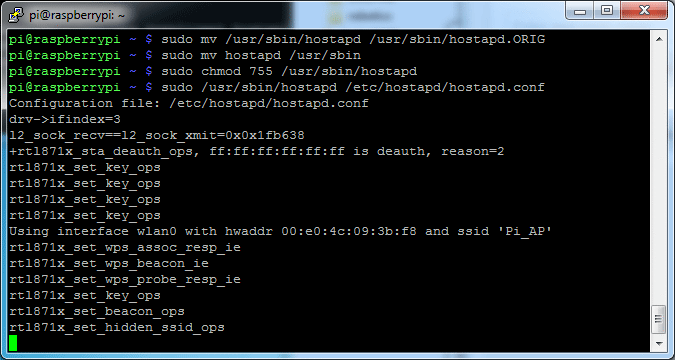 pi@raspberrypi: ~
pi@raspberrypi ~ $ sudo mv /usr/sbin/hostapd /usr/sbin/hostapd.ORIG
pi@raspberrypi ~ $ sudo mv hostapd /usr/sbin
pi@raspberrypi ~ $ sudo chmod 755 /usr/sbin/hostapd
pi@raspberrypi ~ $ sudo /usr/sbin/hostapd /etc/hostapd/hostapd.conf
Configuration file: /etc/hostapd/hostapd.conf
drv->ifindex=3
l2_sock_recv==l2_sock_xmit=0x0x1fb638
+rtl871x_sta_deauth_ops, ff:ff:ff:ff:ff:ff is deauth, reason=2
rtl871x_set_key_ops
rtl871x_set_key_ops
rtl871x_set_key_ops
rtl871x_set_key_ops
Using interface wlan0 with hwaddr 00:e0:4c:09:3b:f8 and ssid 'Pi_AP'
rtl871x_set_wps_assoc_resp_ie
rtl871x_set_wps_beacon_ie
rtl871x_set_wps_probe_resp_ie
rtl871x_set_key_ops
rtl871x_set_beacon_ops
rtl871x_set_hidden_ssid_ops